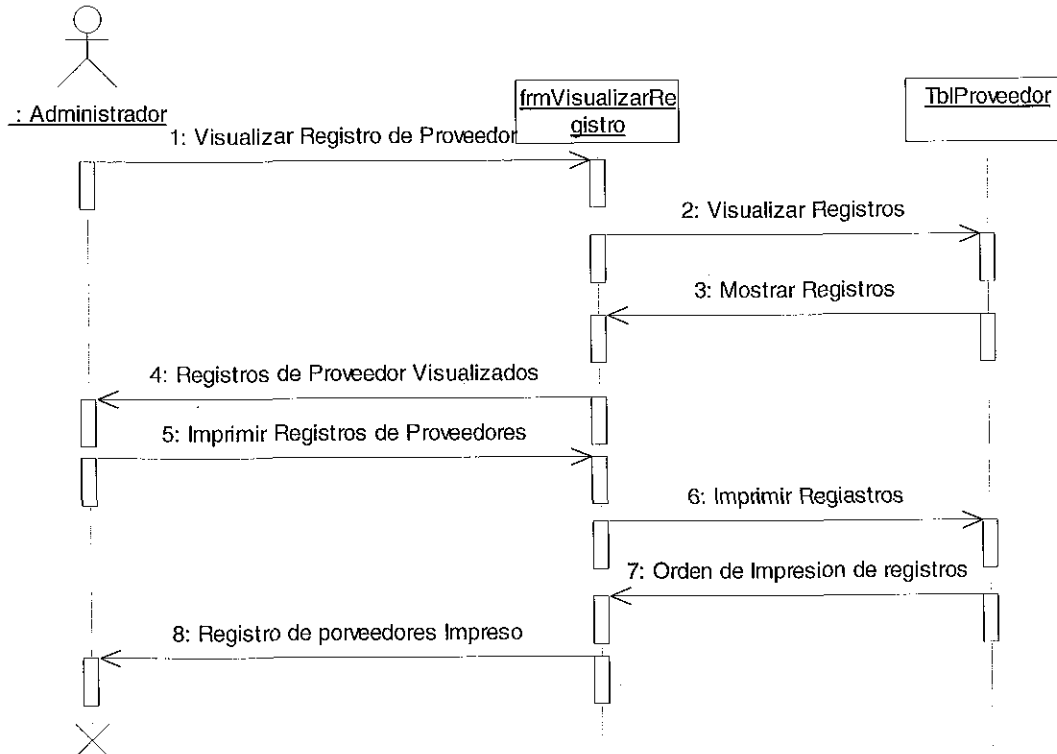 : Administrador
frmVisualizarRe
gistro
TblProveedor
1: Visualizar Registro de Proveedor
2: Visualizar Registros
3: Mostrar Registros
4: Registros de Proveedor Visualizados
5: Imprimir Registros de Proveedores
6: Imprimir Regiastros
7: Orden de Impresion de registros
8: Registro de porveedores Impreso